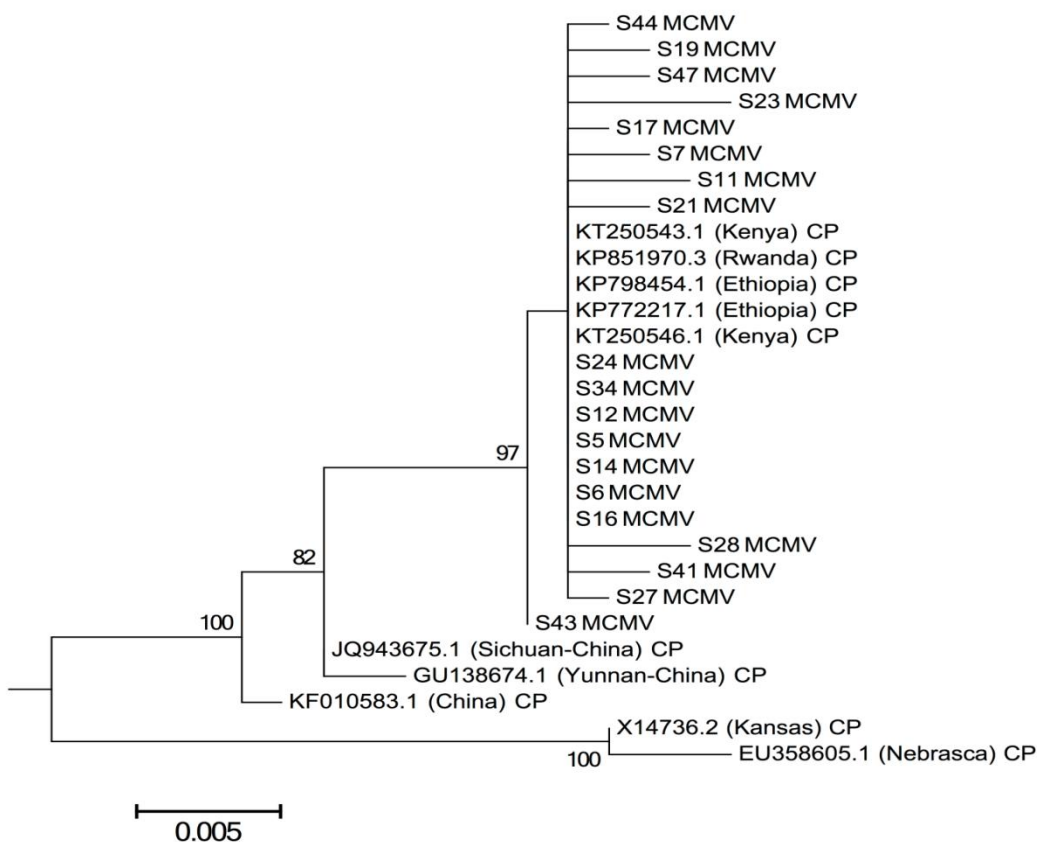 S44 MCMV
S19 MCMV
S47 MCMV
S23 MCMV
S17 MCMV
S7 MCMV
S11 MCMV
S21 MCMV
KT250543.1 (Kenya) CP
KP851970.3 (Rwanda) CP
KP798454.1 (Ethiopia) CP
KP772217.1 (Ethiopia) CP
KT250546.1 (Kenya) CP
S24 MCMV
S34 MCMV
S12 MCMV
S5 MCMV
97
S14 MCMV
S6 MCMV
S16 MCMV
S28 MCMV
82
S41 MCMV
S27 MCMV
100
S43 MCMV
JQ943675.1 (Sichuan-China) CP
GU138674.1 (Yunnan-China) CP
KF010583.1 (China) CP
X14736.2 (Kansas) CP
100
EU358605.1 (Nebrasca) CP
0.005